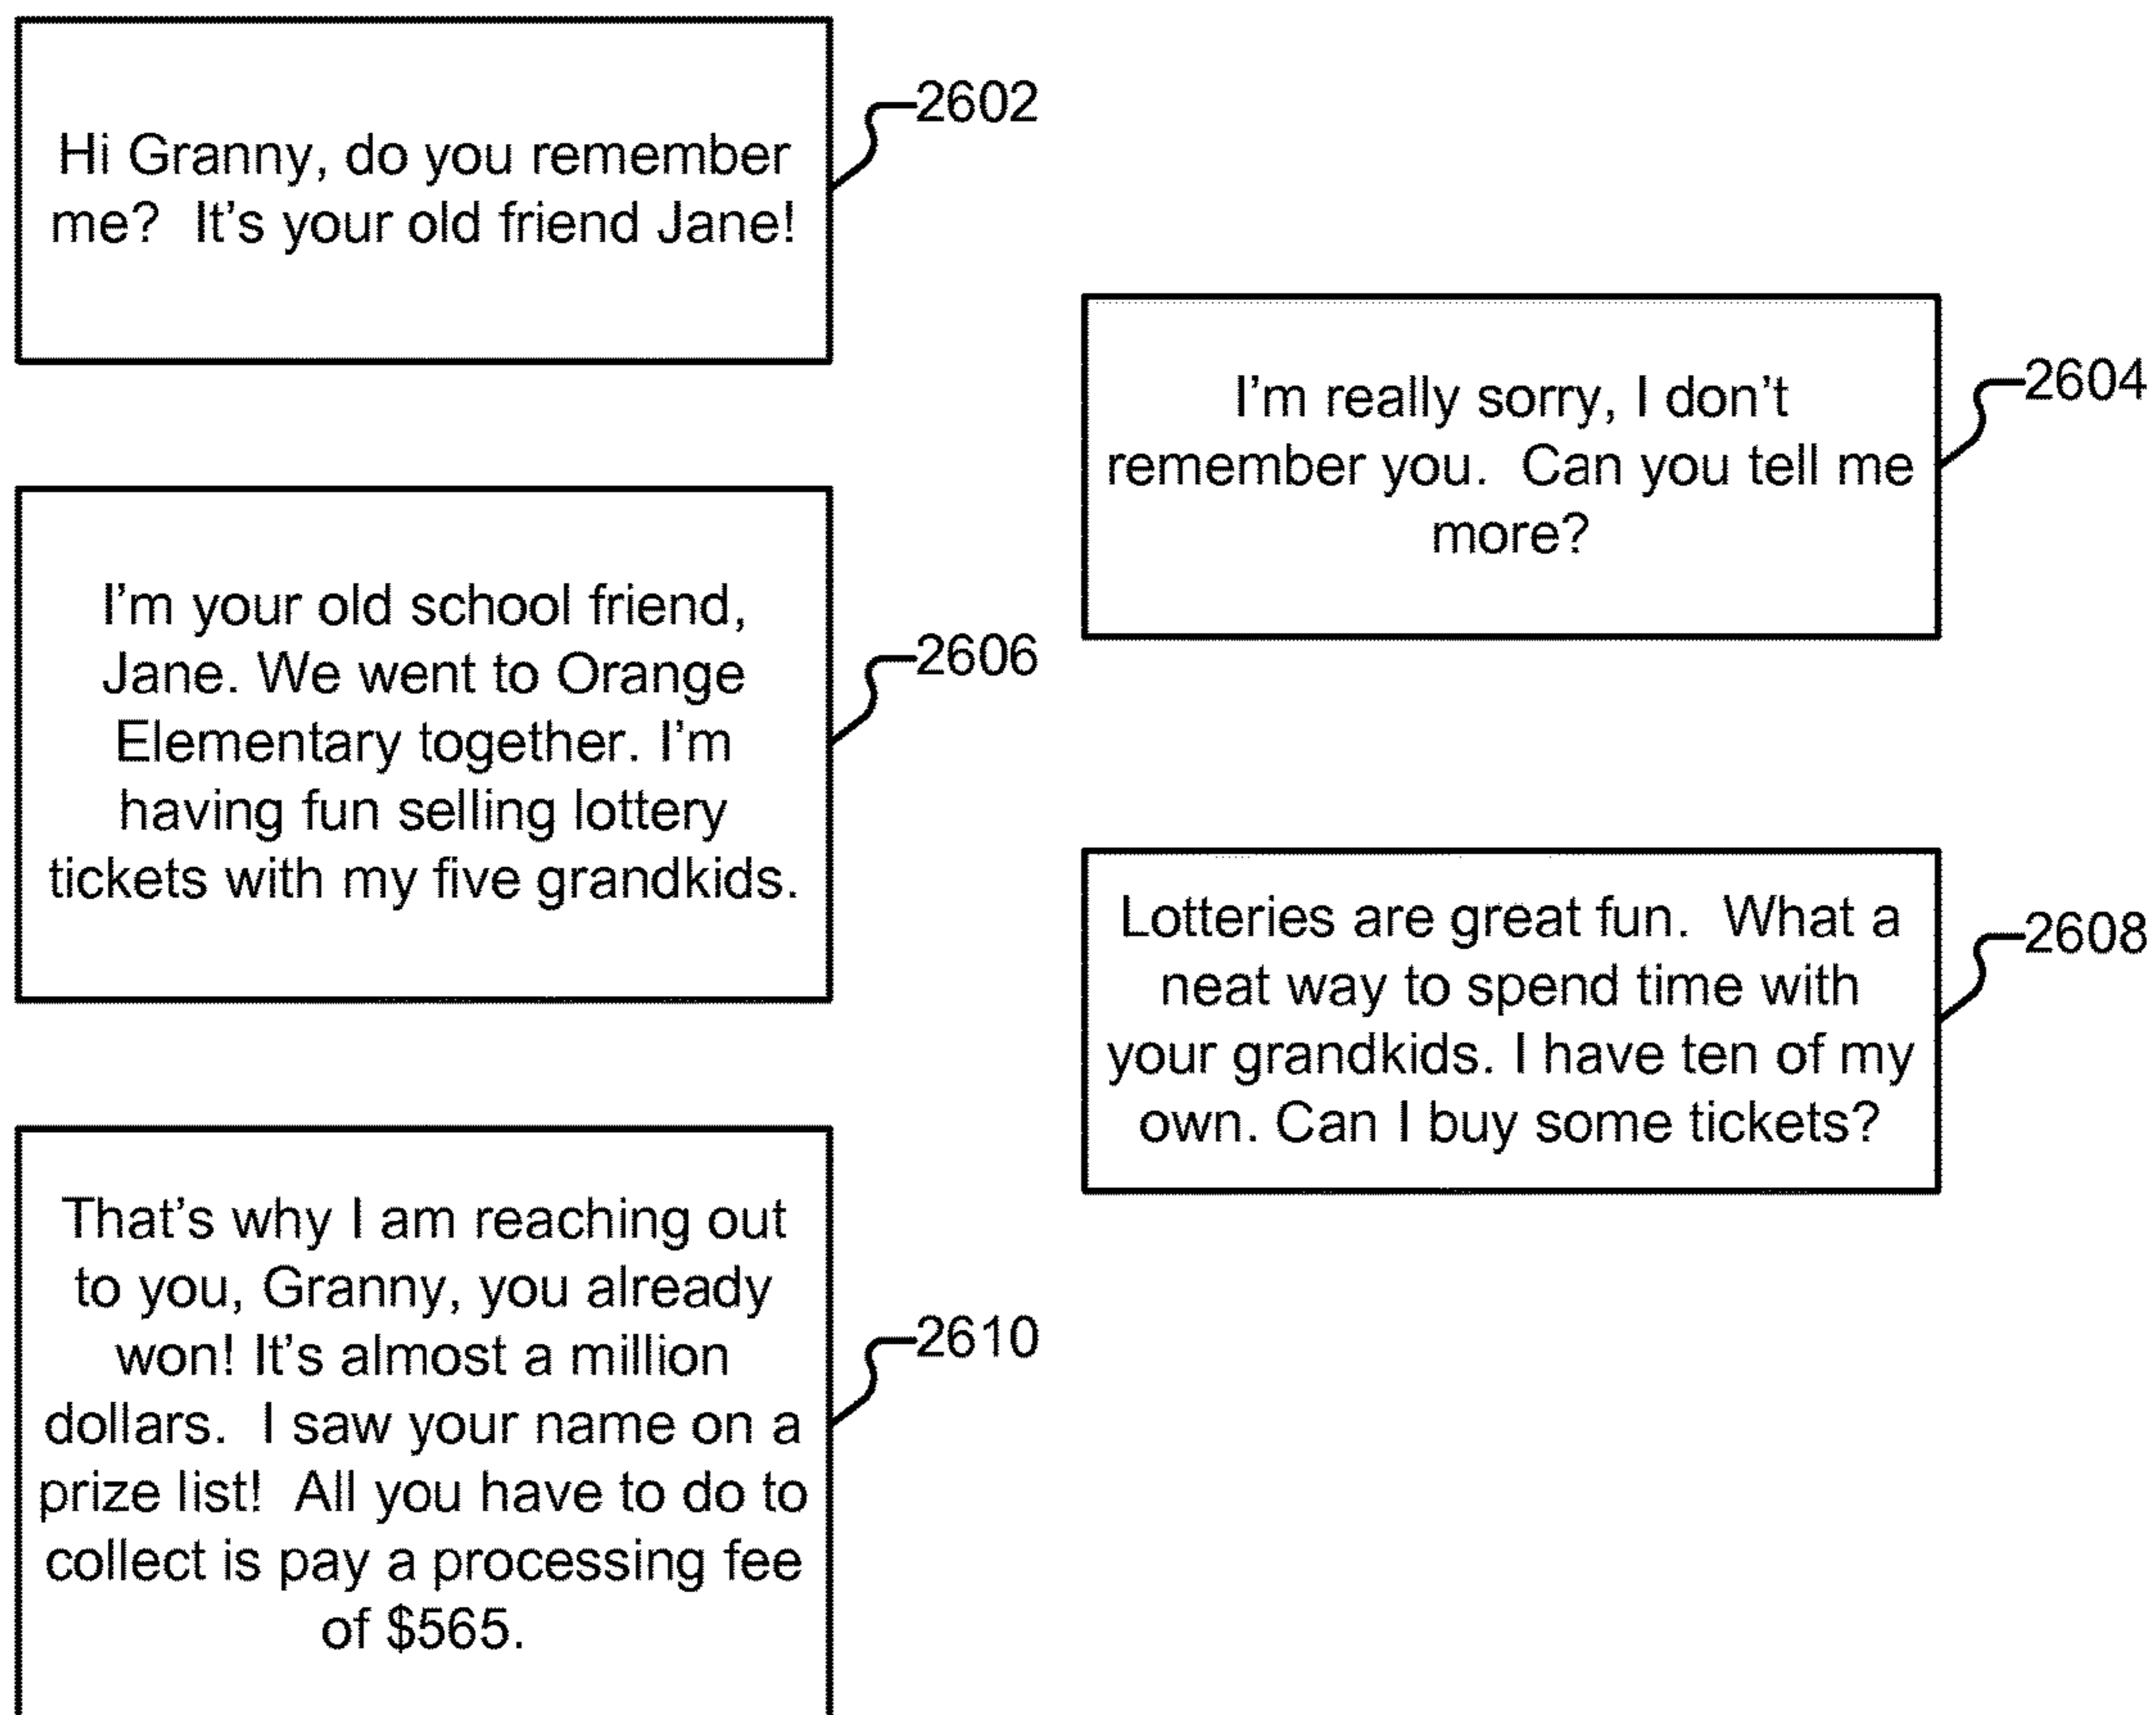 Hi Granny, do you remember
me?  It's your old friend Jane!
2602
I'm really sorry, I don't
remember you.  Can you tell me
more?
2604
I'm your old school friend,
Jane. We went to Orange
Elementary together. I'm
having fun selling lottery
tickets with my five grandkids.
2606
Lotteries are great fun.  What a
neat way to spend time with
your grandkids. I have ten of my
own. Can I buy some tickets?
2608
That's why I am reaching out
to you, Granny, you already
won! It's almost a million
dollars.  I saw your name on a
prize list!  All you have to do to
collect is pay a processing fee
of $565.
2610